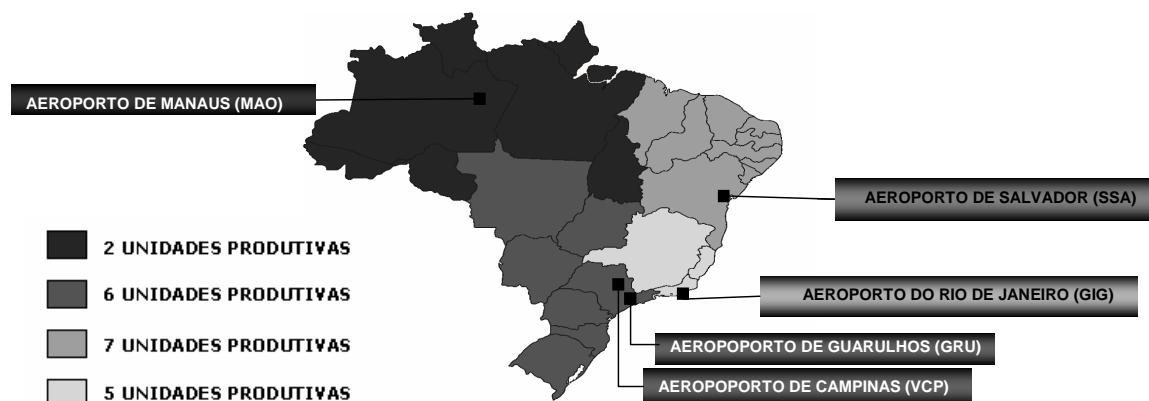 AEROPORTO DE MANAUS (MAO)
AEROPORTO DE SALVADOR (SSA)
2 UNIDADES PRODUTIVAS
6 UNIDADES PRODUTIVAS
AEROPORTO DO RIO DE JANEIRO (GIG)
7 UNIDADES PRODUTIVAS
AEROPOPORTO DE GUARULHOS (GRU)
AEROPOPORTO DE CAMPINAS (VCP)
5 UNIDADES PRODUTIVAS